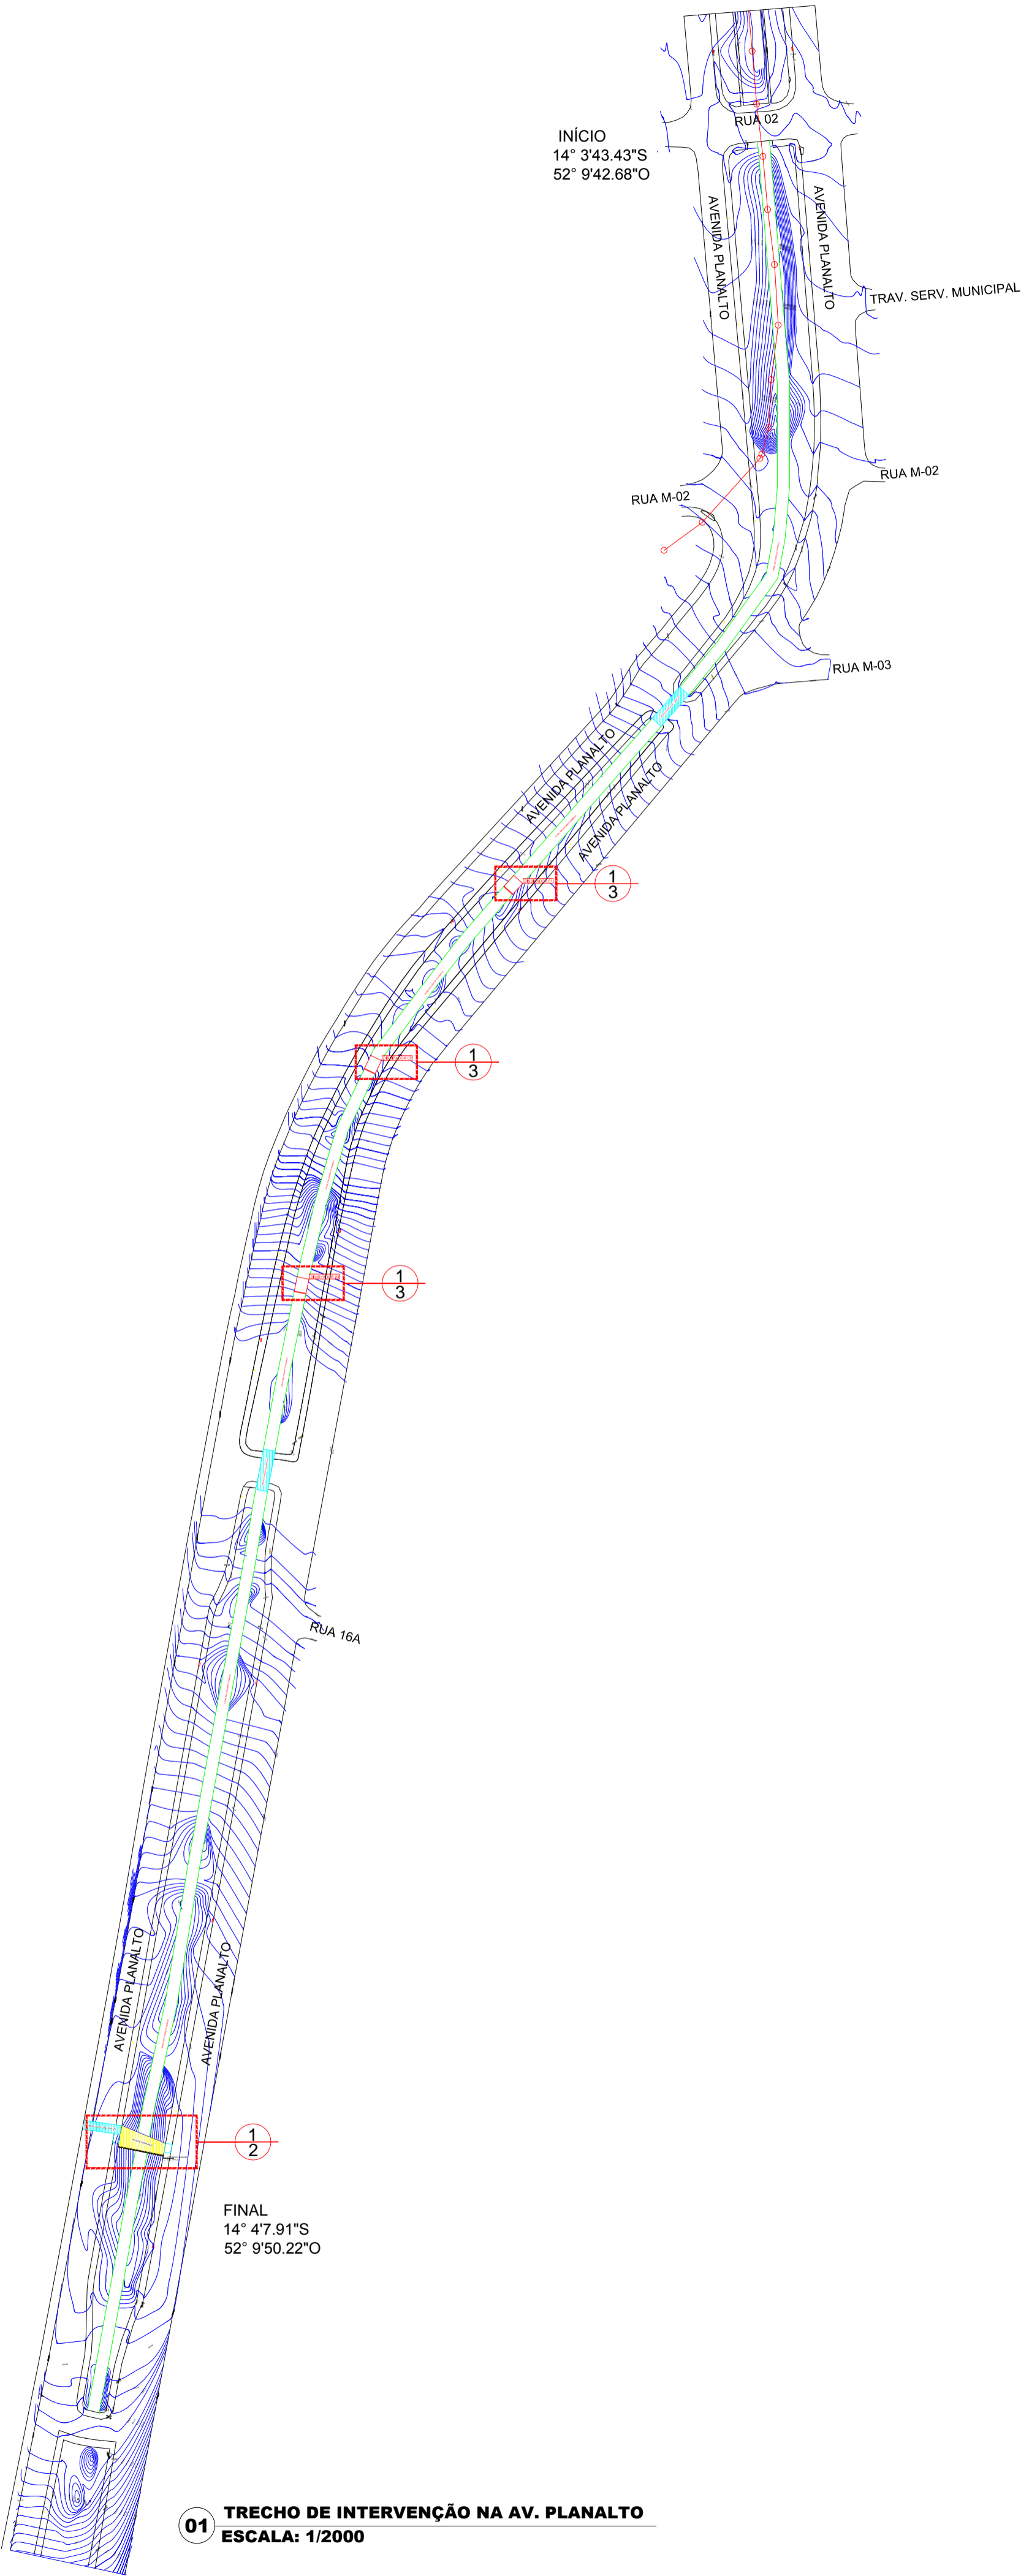 RUA 02
INÍCIO
14° 3'43.43"S
52° 9'42.68"O
AVENIDA PLANALTO
AVENIDA PLANALTO
TRAV. SERV. MUNICIPAL
RUA M-02
RUA M-02
RUA M-03
AVENIDA PLANALTO
AVENIDA PLANALTO
1
3
1
3
1
3
RUA 16A
AVENIDA PLANALTO
AVENIDA PLANALTO
1
2
FINAL
14° 4'7.91"S
52° 9'50.22"O
01
TRECHO DE INTERVENÇÃO NA AV. PLANALTO
ESCALA: 1/2000